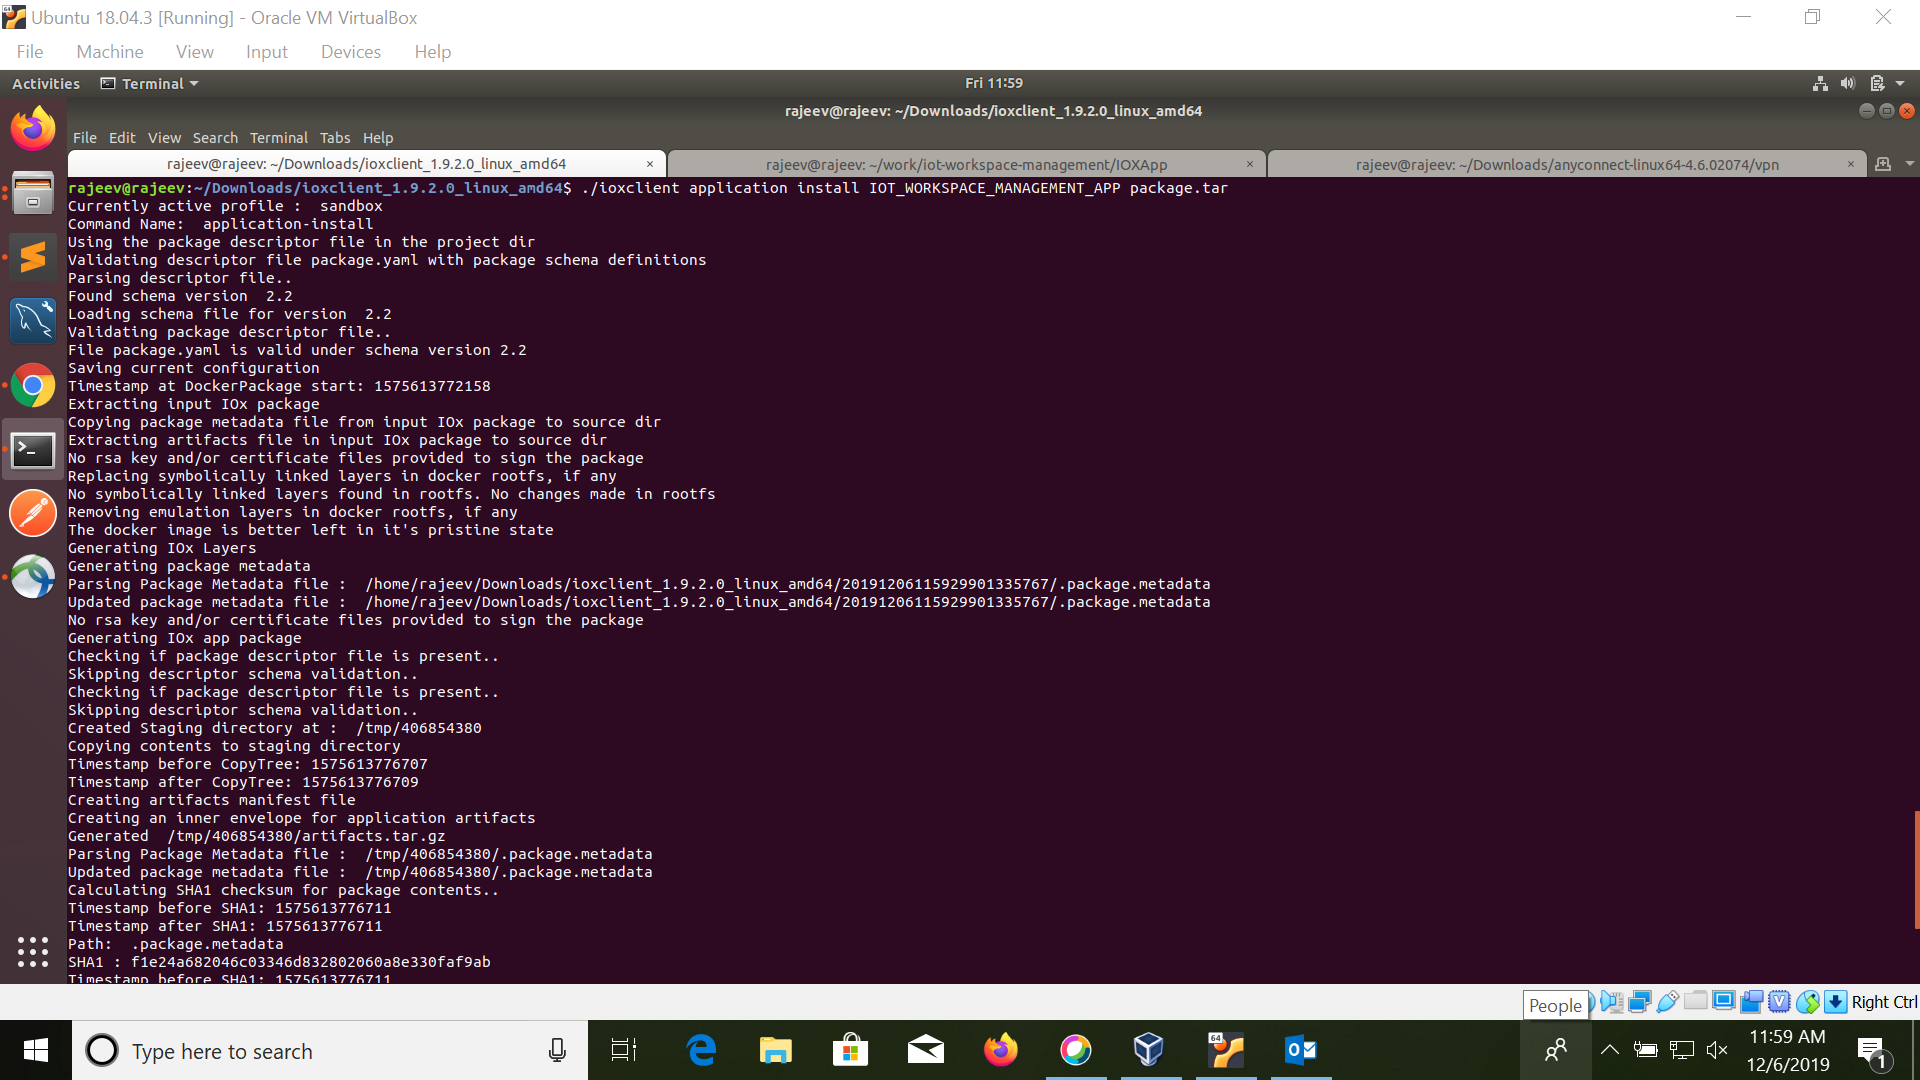 Ubuntu 18.04.3 [Running] - Oracle VM VirtualBox
File Machine View Input Devices Help
Activities Terminal Fri 11:59
rajeev@rajeev: ~/Downloads/ioxclient_1.9.2.0_linux_amd64
File Edit View Search Terminal Tabs Help
rajeev@rajeev: ~/Downloads/ioxclient_1.9.2.0_linux_amd64 × rajeev@rajeev: ~/work/iot-workspace-management/IOXApp × rajeev@rajeev: ~/Downloads/anyconnect-linux64-4.6.02074/vpn ×
rajeev@rajeev:~/Downloads/ioxclient_1.9.2.0_linux_amd64$ ./ioxclient application install IOT_WORKSPACE_MANAGEMENT_APP package.tar
Currently active profile :  sandbox
Command Name:  application-install
Using the package descriptor file in the project dir
Validating descriptor file package.yaml with package schema definitions
Parsing descriptor file..
Found schema version  2.2
Loading schema file for version  2.2
Validating package descriptor file..
File package.yaml is valid under schema version 2.2
Saving current configuration
Timestamp at DockerPackage start: 1575613772158
Extracting input IOx package
Copying package metadata file from input IOx package to source dir
Extracting artifacts file in input IOx package to source dir
No rsa key and/or certificate files provided to sign the package
Replacing symbolically linked layers in docker rootfs, if any
No symbolically linked layers found in rootfs. No changes made in rootfs
Removing emulation layers in docker rootfs, if any
The docker image is better left in it's pristine state
Generating IOx Layers
Generating package metadata
Parsing Package Metadata file :  /home/rajeev/Downloads/ioxclient_1.9.2.0_linux_amd64/20191206115929901335767/.package.metadata
Updated package metadata file :  /home/rajeev/Downloads/ioxclient_1.9.2.0_linux_amd64/20191206115929901335767/.package.metadata
No rsa key and/or certificate files provided to sign the package
Generating IOx app package
Checking if package descriptor file is present..
Skipping descriptor schema validation..
Checking if package descriptor file is present..
Skipping descriptor schema validation..
Created Staging directory at :  /tmp/406854380
Copying contents to staging directory
Timestamp before CopyTree: 1575613776707
Timestamp after CopyTree: 1575613776709
Creating artifacts manifest file
Creating an inner envelope for application artifacts
Generated  /tmp/406854380/artifacts.tar.gz
Parsing Package Metadata file :  /tmp/406854380/.package.metadata
Updated package metadata file :  /tmp/406854380/.package.metadata
Calculating SHA1 checksum for package contents..
Timestamp before SHA1: 1575613776711
Timestamp after SHA1: 1575613776711
Path:  .package.metadata
SHA1 : f1e24a682046c03346d832802060a8e330faf9ab
Timestamp before SHA1: 1575613776711
People Right Ctrl
Type here to search 64 11:59 AM
12/6/2019 1